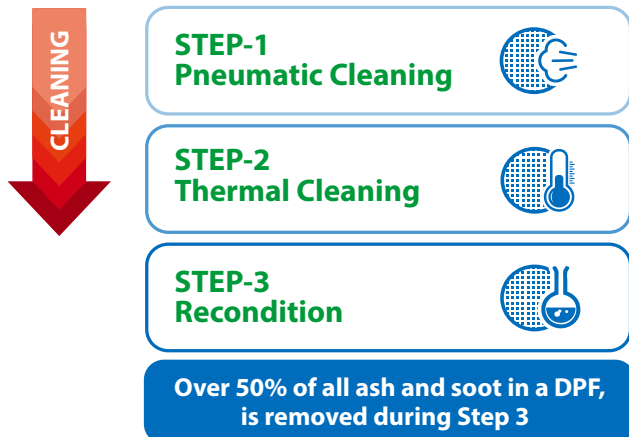 CLEANING
STEP-1
Pneumatic Cleaning
STEP-2
Thermal Cleaning
STEP-3
Recondition
Over 50% of all ash and soot in a DPF,
is removed during Step 3